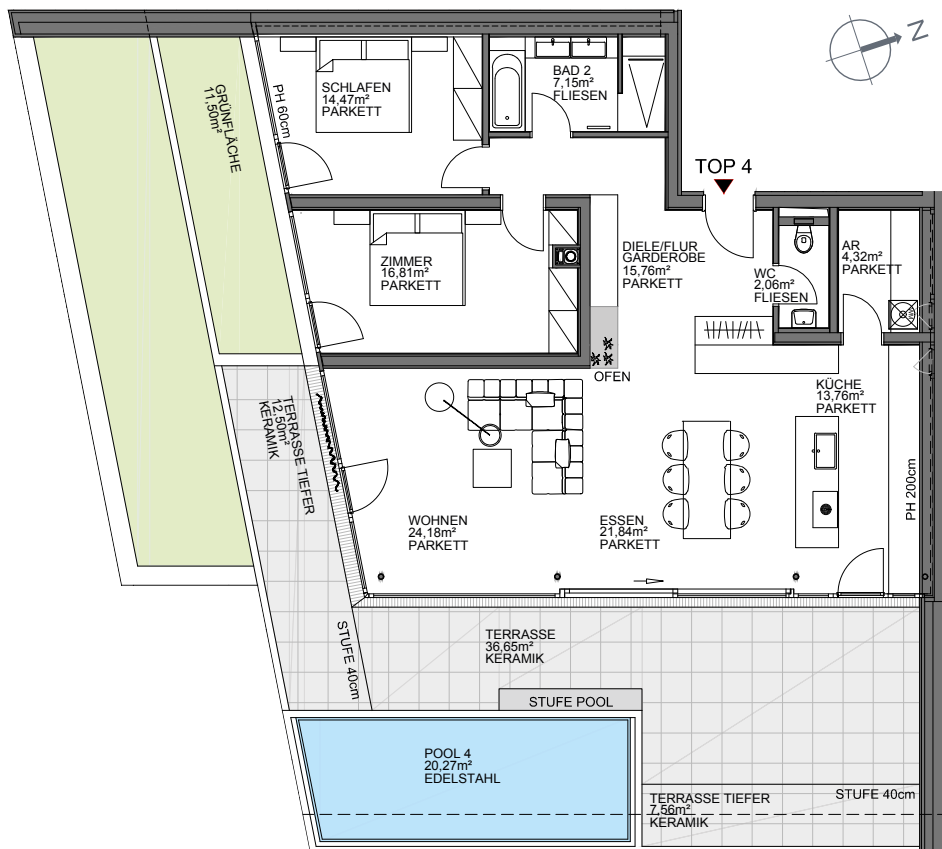 N
TOP 4
SCHLAFEN
14,47m²
PARKETT
BAD 2
7,15m²
FLIESEN
PH 60cm
GRÜNFLÄCHE
11,50m²
ZIMMER
16,81m²
PARKETT
DIELE/FLUR
GARDEROBE
15,76m²
PARKETT
WC
2,06m²
FLIESEN
AR
4,32m²
PARKETT
OFEN
KÜCHE
13,76m²
PARKETT
TERRASSE TIEFER
12,50m²
KERAMIK
PH 200cm
WOHNEN
24,18m²
PARKETT
ESSEN
21,84m²
PARKETT
STUFE 40cm
TERRASSE
36,65m²
KERAMIK
STUFE POOL
POOL 4
20,27m²
EDELSTAHL
TERRASSE TIEFER
7,56m²
KERAMIK
STUFE 40cm